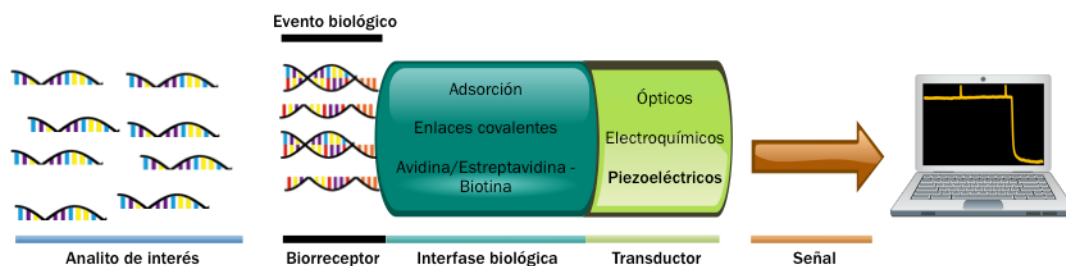 Evento biológico
Adsorción
Enlaces covalentes
Avidina/Estreptavidina -
Biotina
Ópticos
Electroquímicos
Piezoeléctricos
Analito de interés
Biorreceptor
Interfase biológica
Transductor
Señal